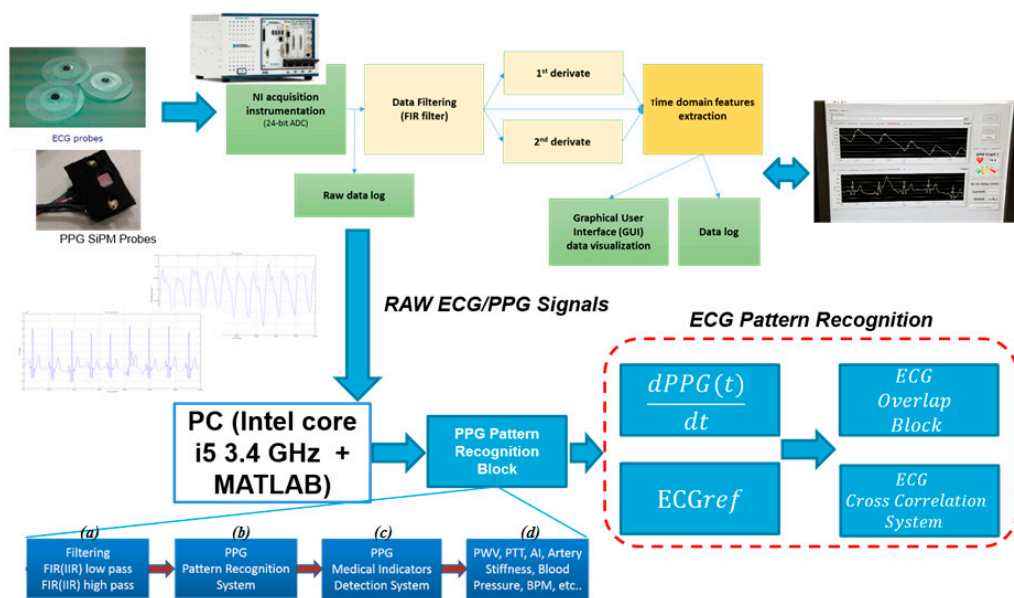 ECG probes
PPG SiPM Probes
NI acquisition
instrumentation
(24-bit ADC)
Data Filtering
(FIR filter)
1st derivate
2nd derivate
Time domain features
extraction
Raw data log
Graphical User
Interface (GUI)
data visualization
Data log
RAW ECG/PPG Signals
ECG Pattern Recognition
dPPG(t)
dt
ECGref
ECG
Overlap
Block
ECG
Cross Correlation
System
PC (Intel core
i5 3.4 GHz +
MATLAB)
PPG Pattern
Recognition
Block
(a)
Filtering
FIR(IIR) low pass
FIR(IIR) high pass
(b)
PPG
Pattern Recognition
System
(c)
PPG
Medical Indicators
Detection System
(d)
PWV, PTT, AI, Artery
Stiffness, Blood
Pressure, BPM, etc..